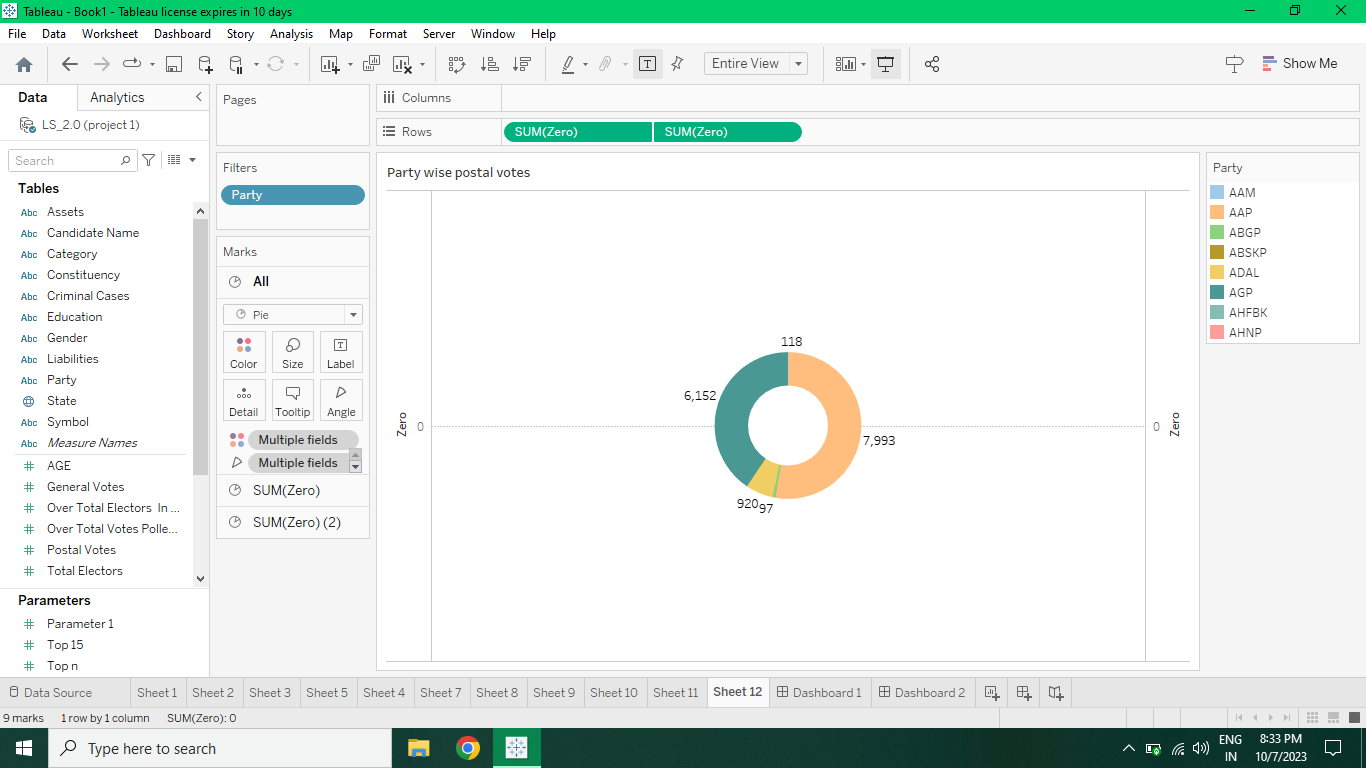 Tableau - Book1 - Tableau license expires in 10 days
File Data Worksheet Dashboard Story Analysis Map Format Server Window Help
Entire View
Show Me
Data Analytics
LS_2.0 (project 1)
Search
Tables
Abc Assets
Abc Candidate Name
Abc Category
Abc Constituency
Abc Criminal Cases
Abc Education
Abc Gender
Abc Liabilities
Abc Party
State
Abc Symbol
Abc Measure Names
AGE
General Votes
Over Total Electors In ...
Over Total Votes Polle...
Postal Votes
Total Electors
Parameters
Parameter 1
Top 15
Top n
Pages
Filters
Party
Marks
All
Pie
Color Size Label
Detail Tooltip Angle
Multiple fields
Multiple fields
SUM(Zero)
SUM(Zero) (2)
Columns
Rows SUM(Zero) SUM(Zero)
Party wise postal votes
Zero
0
118
6,152
7,993
920
97
0
Zero
Party
AAM
AAP
ABGP
ABSKP
ADAL
AGP
AHFBK
AHNP
Data Source Sheet 1 Sheet 2 Sheet 3 Sheet 5 Sheet 4 Sheet 7 Sheet 8 Sheet 9 Sheet 10 Sheet 11 Sheet 12 Dashboard 1 Dashboard 2
9 marks 1 row by 1 column SUM(Zero): 0
Type here to search
ENG
IN
8:33 PM
10/7/2023